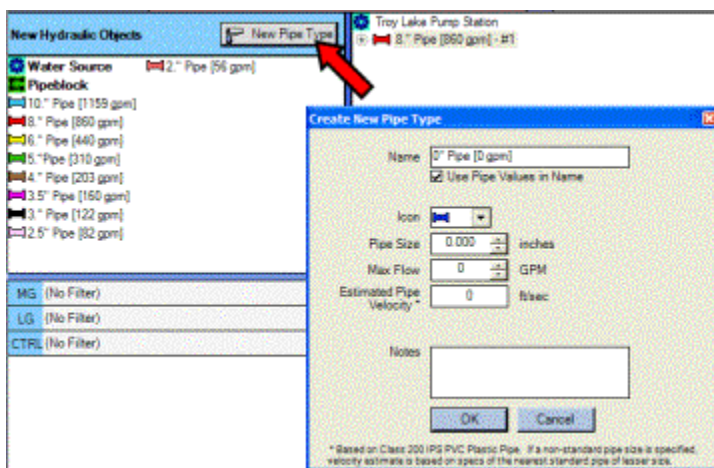 New Hydraulic Objects
New Pipe Type
Water Source
2." Pipe [56 gpm]
Pipeblock
10." Pipe [1159 gpm]
8." Pipe [860 gpm]
6." Pipe [440 gpm]
5."Pipe [310 gpm]
4." Pipe [203 gpm]
3.5" Pipe [160 gpm]
3." Pipe [122 gpm]
2.5" Pipe [82 gpm]
MG (No Filter)
LG (No Filter)
CTRL (No Filter)
Troy Lake Pump Station
8." Pipe [860 gpm] - #1
Create New Pipe Type
Name 0" Pipe [0 gpm]
Use Pipe Values in Name
Icon
Pipe Size 0.000 inches
Max Flow 0 GPM
Estimated Pipe
Velocity * 0 ft/sec
Notes
OK Cancel
* Based on Class 200 IPS PVC Plastic Pipe. If a non-standard pipe size is specified,
velocity estimate is based on specs of the nearest standard pipe of lesser size.